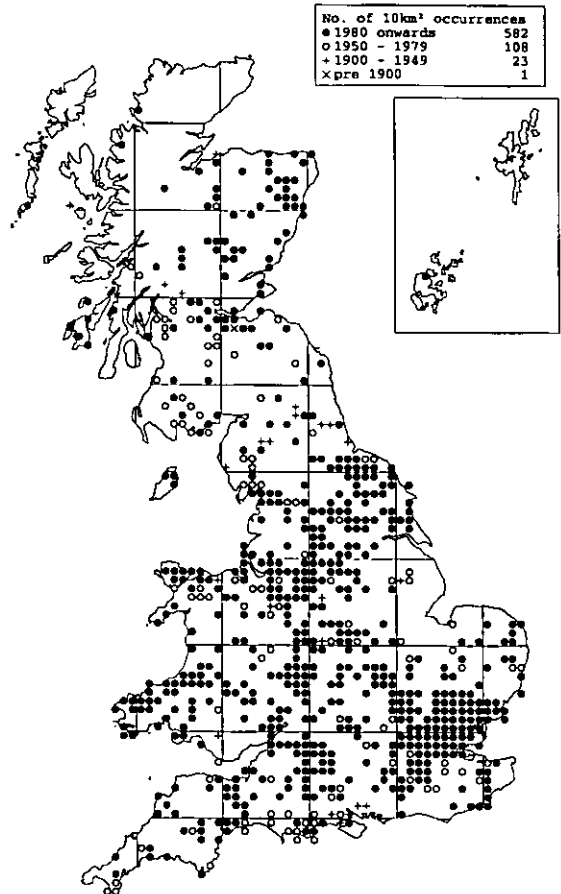 No. of 10km² occurrences
● 1980 onwards 582
○ 1950 - 1979 108
+ 1900 - 1949 23
× pre 1900 1